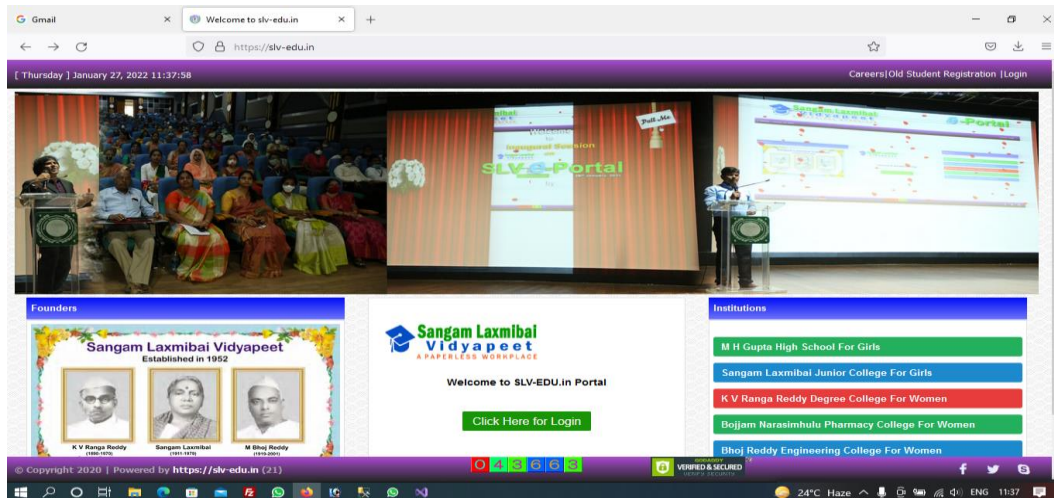 Gmail
Welcome to slv-edu.in
https://slv-edu.in
[ Thursday ] January 27, 2022 11:37:58
Careers|Old Student Registration |Login
Welcome
Inaugural Session
SLV e-Portal
Pull Me
Sangam Laxmibai
Vidyapeet
e-Portal
Founders
Sangam Laxmibai Vidyapeet
Established in 1952
K V Ranga Reddy
Sangam Laxmibai
M Bhoj Reddy
Sangam Laxmibai
Vidyapeet
A PAPERLESS WORKPLACE
Welcome to SLV-EDU.in Portal
Click Here for Login
Institutions
M H Gupta High School For Girls
Sangam Laxmibai Junior College For Girls
K V Ranga Reddy Degree College For Women
Bojjam Narasimhulu Pharmacy College For Women
Bhoj Reddy Engineering College For Women
© Copyright 2020 | Powered by https://slv-edu.in (21)
043663
GODADDY
VERIFIED & SECURED
VERIFY SECURITY
24°C Haze
ENG
11:37